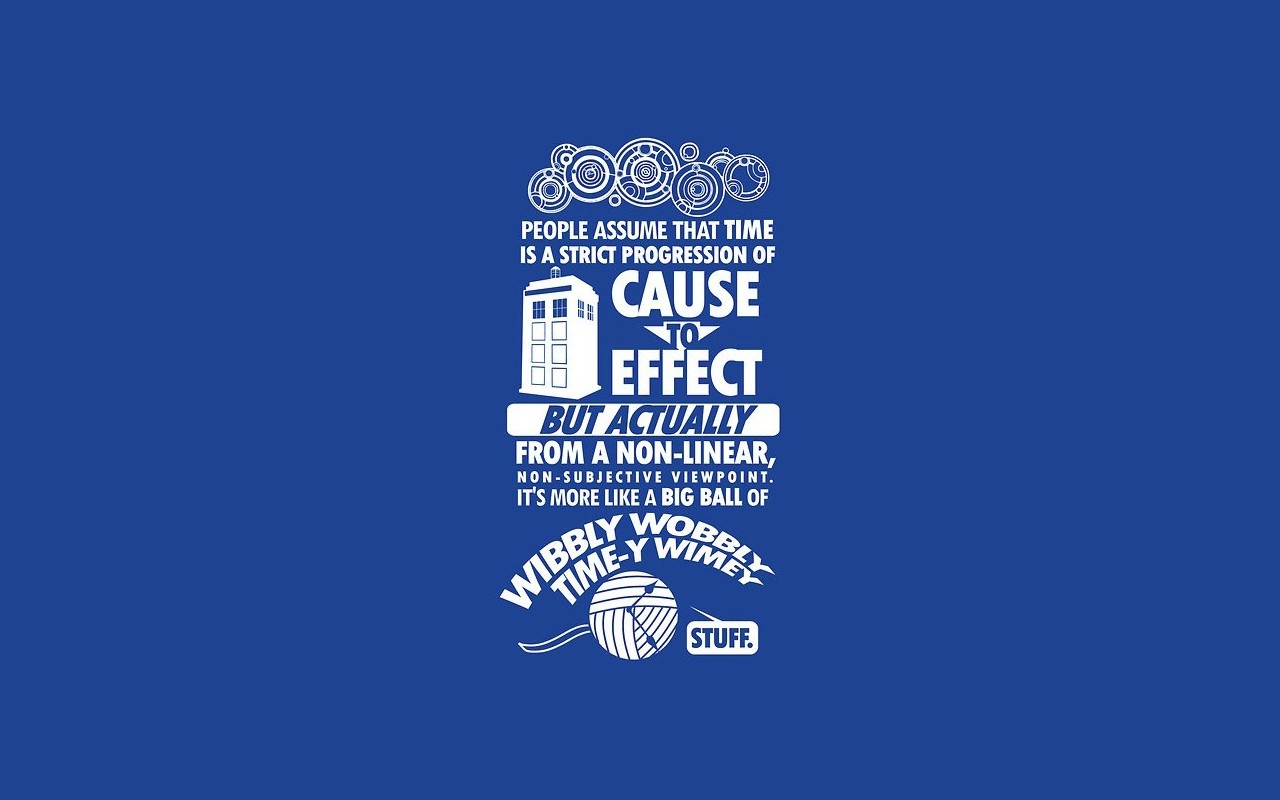 PEOPLE ASSUME THAT TIME
IS A STRICT PROGRESSION OF
CAUSE
TO
EFFECT
BUT ACTUALLY
FROM A NON-LINEAR,
NON-SUBJECTIVE VIEWPOINT.
IT'S MORE LIKE A BIG BALL OF
WIBBLY WOBBLY
TIME-Y WIMEY
STUFF.